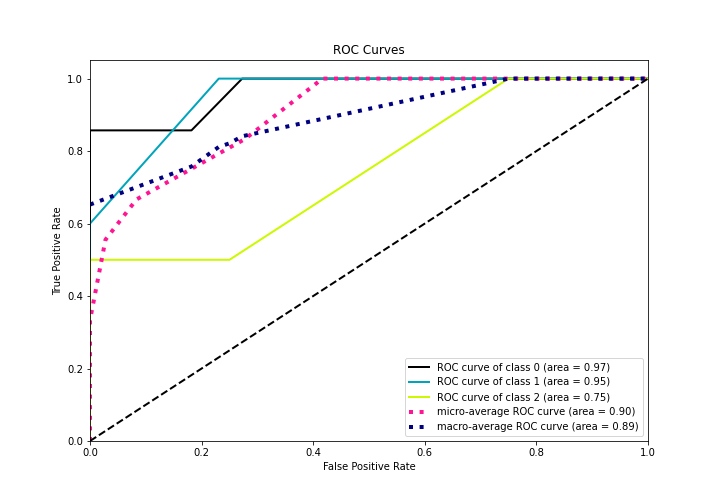 ROC Curves
1.0
0.8
0.6
0.4
0.2
0.0
True Positive Rate
0.0 0.2 0.4 0.6 0.8 1.0
False Positive Rate
ROC curve of class 0 (area = 0.97)
ROC curve of class 1 (area = 0.95)
ROC curve of class 2 (area = 0.75)
micro-average ROC curve (area = 0.90)
macro-average ROC curve (area = 0.89)